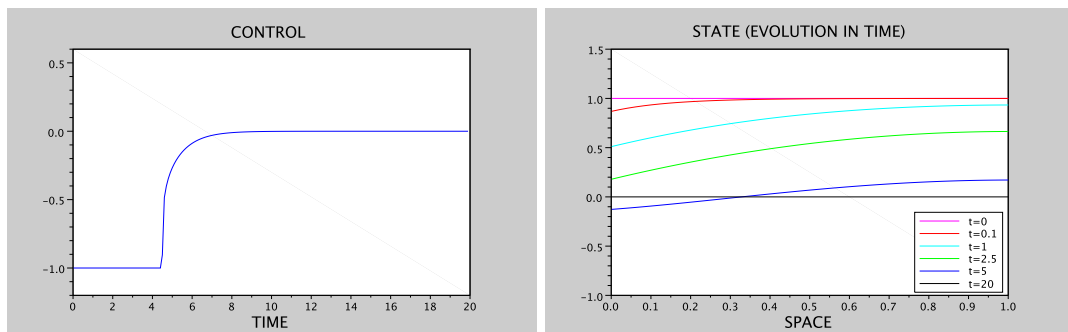 CONTROL
0.5
0.0
−0.5
−1.0
0 2 4 6 8 10 12 14 16 18 20
TIME
STATE (EVOLUTION IN TIME)
1.5
1.0
0.5
0.0
−0.5
−1.0
0.0 0.1 0.2 0.3 0.4 0.5 0.6 0.7 0.8 0.9 1.0
SPACE
t=0
t=0.1
t=1
t=2.5
t=5
t=20